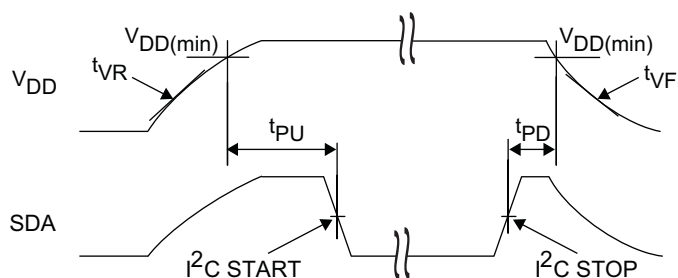 VDD(min)
VDD(min)
tVR
tVF
VDD
tPU
tPD
SDA
I2C START
I2C STOP